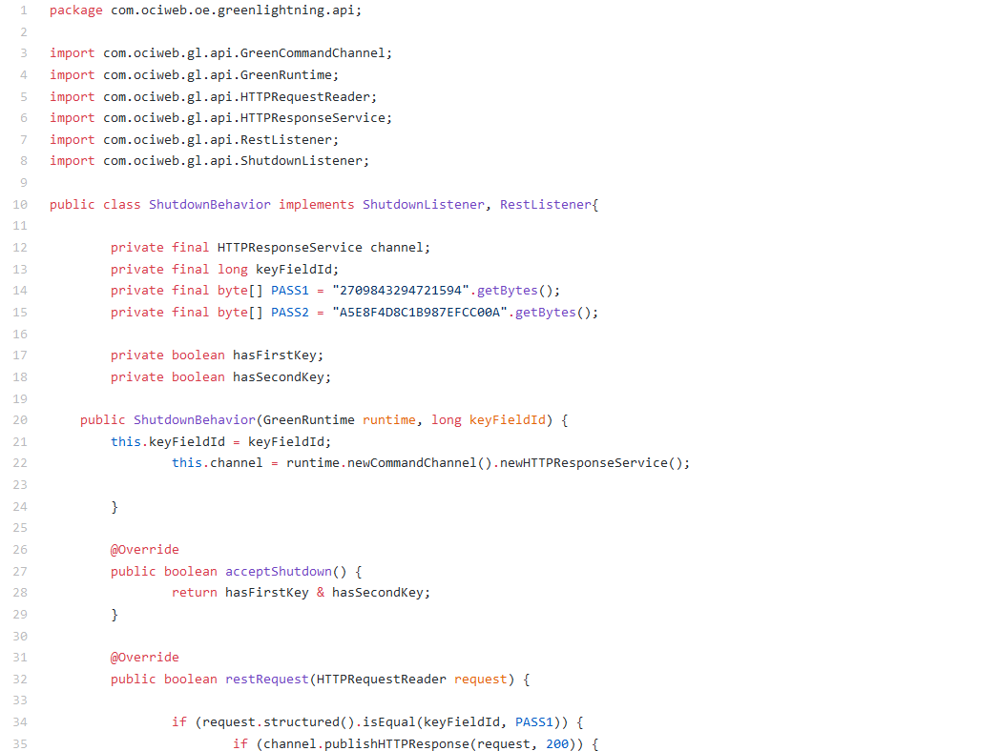 1 package com.ociweb.oe.greenlightning.api;
2
3 import com.ociweb.gl.api.GreenCommandChannel;
4 import com.ociweb.gl.api.GreenRuntime;
5 import com.ociweb.gl.api.HTTPRequestReader;
6 import com.ociweb.gl.api.HTTPResponseService;
7 import com.ociweb.gl.api.RestListener;
8 import com.ociweb.gl.api.ShutdownListener;
9
10 public class ShutdownBehavior implements ShutdownListener, RestListener{
11
12 private final HTTPResponseService channel;
13 private final long keyFieldId;
14 private final byte[] PASS1 = "2709843294721594".getBytes();
15 private final byte[] PASS2 = "A5E8F4D8C1B987EFCC00A".getBytes();
16
17 private boolean hasFirstKey;
18 private boolean hasSecondKey;
19
20 public ShutdownBehavior(GreenRuntime runtime, long keyFieldId) {
21 this.keyFieldId = keyFieldId;
22 this.channel = runtime.newCommandChannel().newHTTPResponseService();
23
24 }
25
26 @Override
27 public boolean acceptShutdown() {
28 return hasFirstKey & hasSecondKey;
29 }
30
31 @Override
32 public boolean restRequest(HTTPRequestReader request) {
33
34 if (request.structured().isEqual(keyFieldId, PASS1)) {
35 if (channel.publishHTTPResponse(request, 200)) {